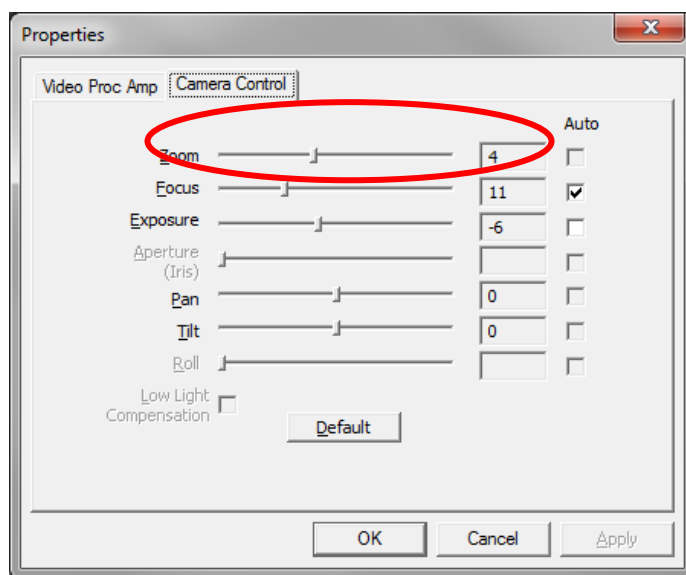 Properties
Video Proc Amp Camera Control
Auto
Zoom 4
Focus 11
Exposure -6
Aperture
(Iris)
Pan 0
Tilt 0
Roll
Low Light
Compensation
Default
OK Cancel Apply